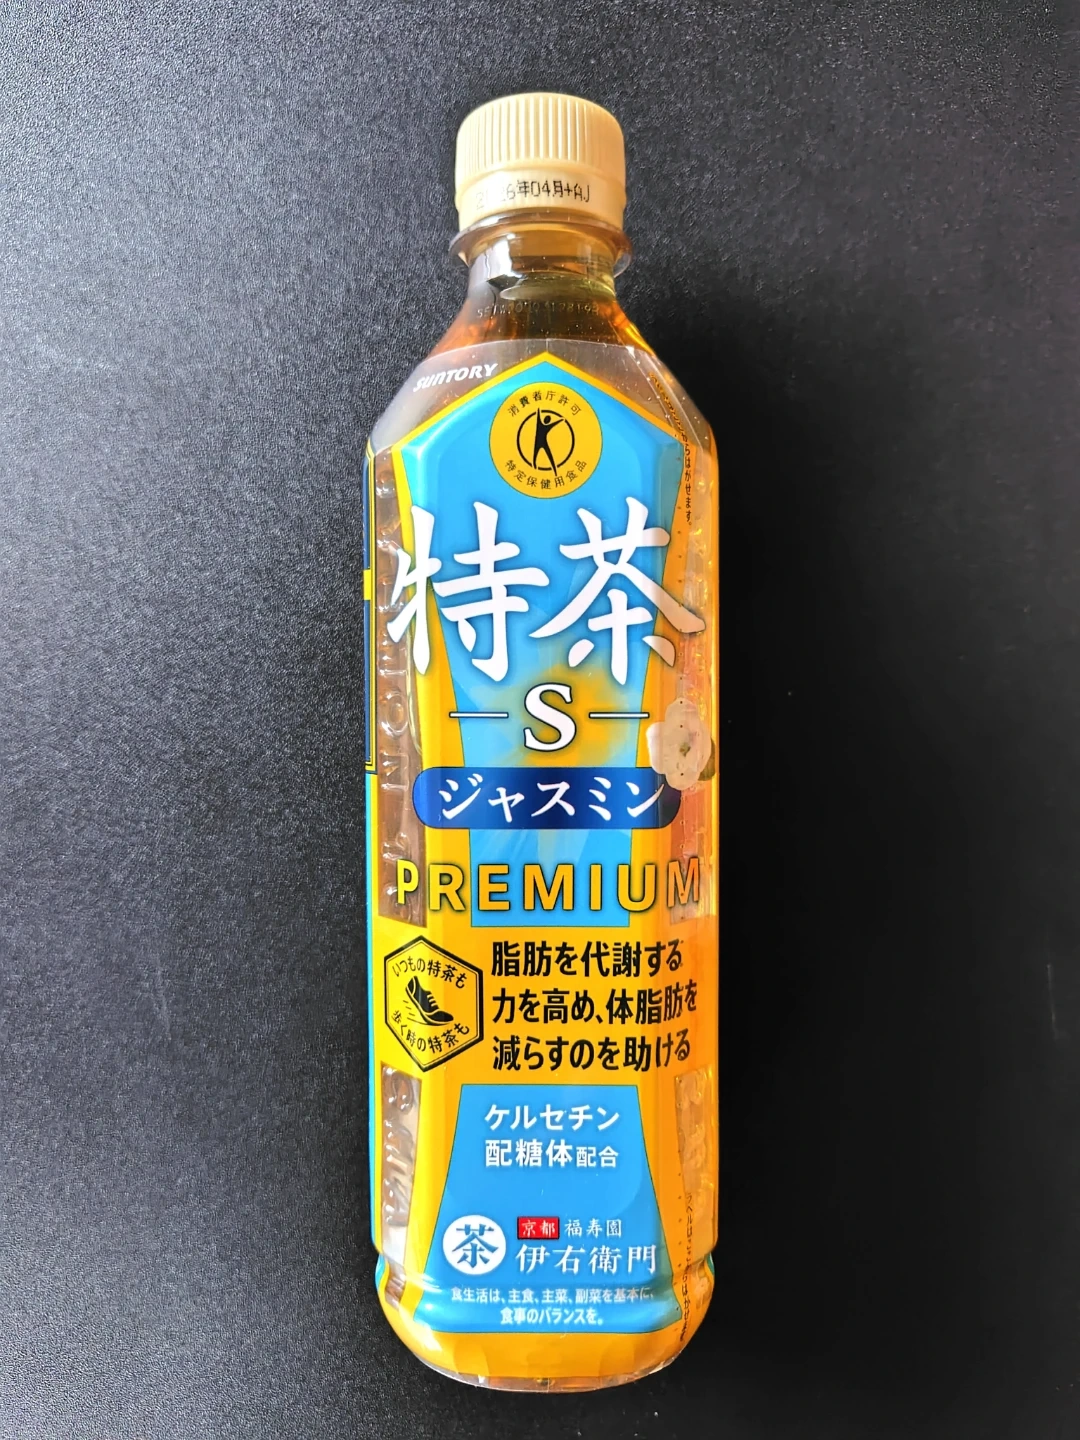 年04月+AJ
SUNTORY
消費者庁許可
特定保健用食品
特茶
S
ジャスミン
PREMIUM
いつもの特茶も
歩く時の特茶も
脂肪を代謝する
力を高め、体脂肪を
減らすのを助ける
ケルセチン
配糖体配合
茶
京都 福寿園
伊右衛門
食生活は、主食、主菜、副菜を基本に、
食事のバランスを。